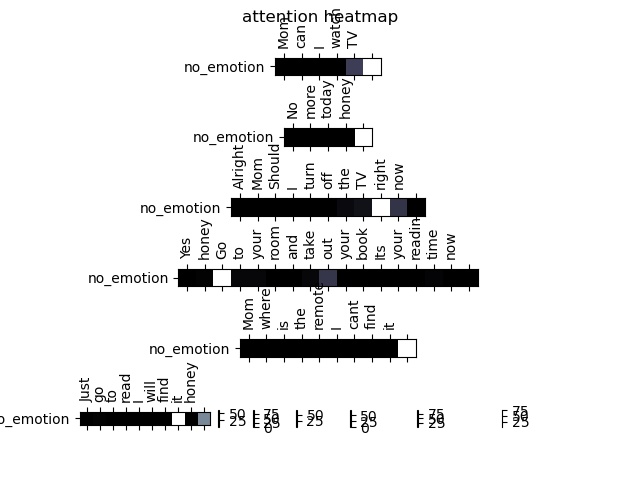 attention heatmap
Mom can I watch TV
no_emotion
No more today honey
no_emotion
Alright Mom Should I turn off the TV right now
no_emotion
Yes honey Go to your room and take out your book Its your readin time now
no_emotion
Mom where is the remote I cant find it
no_emotion
Just go to read I will find it honey
o_emotion
50 75 50 50 75 75
25 50 25 25 50 50
25 25 25
0 0